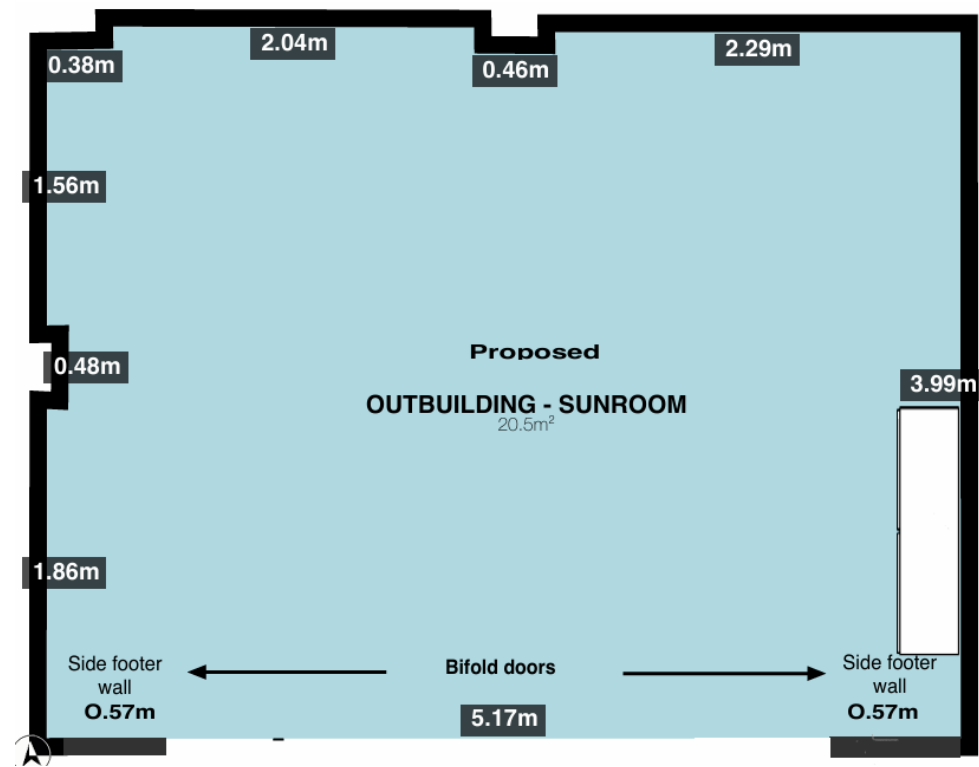 2.04m
2.29m
0.38m
0.46m
1.56m
Proposed
0.48m
3.99m
OUTBUILDING - SUNROOM
20.5m²
1.86m
Side footer
wall
O.57m
Bifold doors
5.17m
Side footer
wall
O.57m